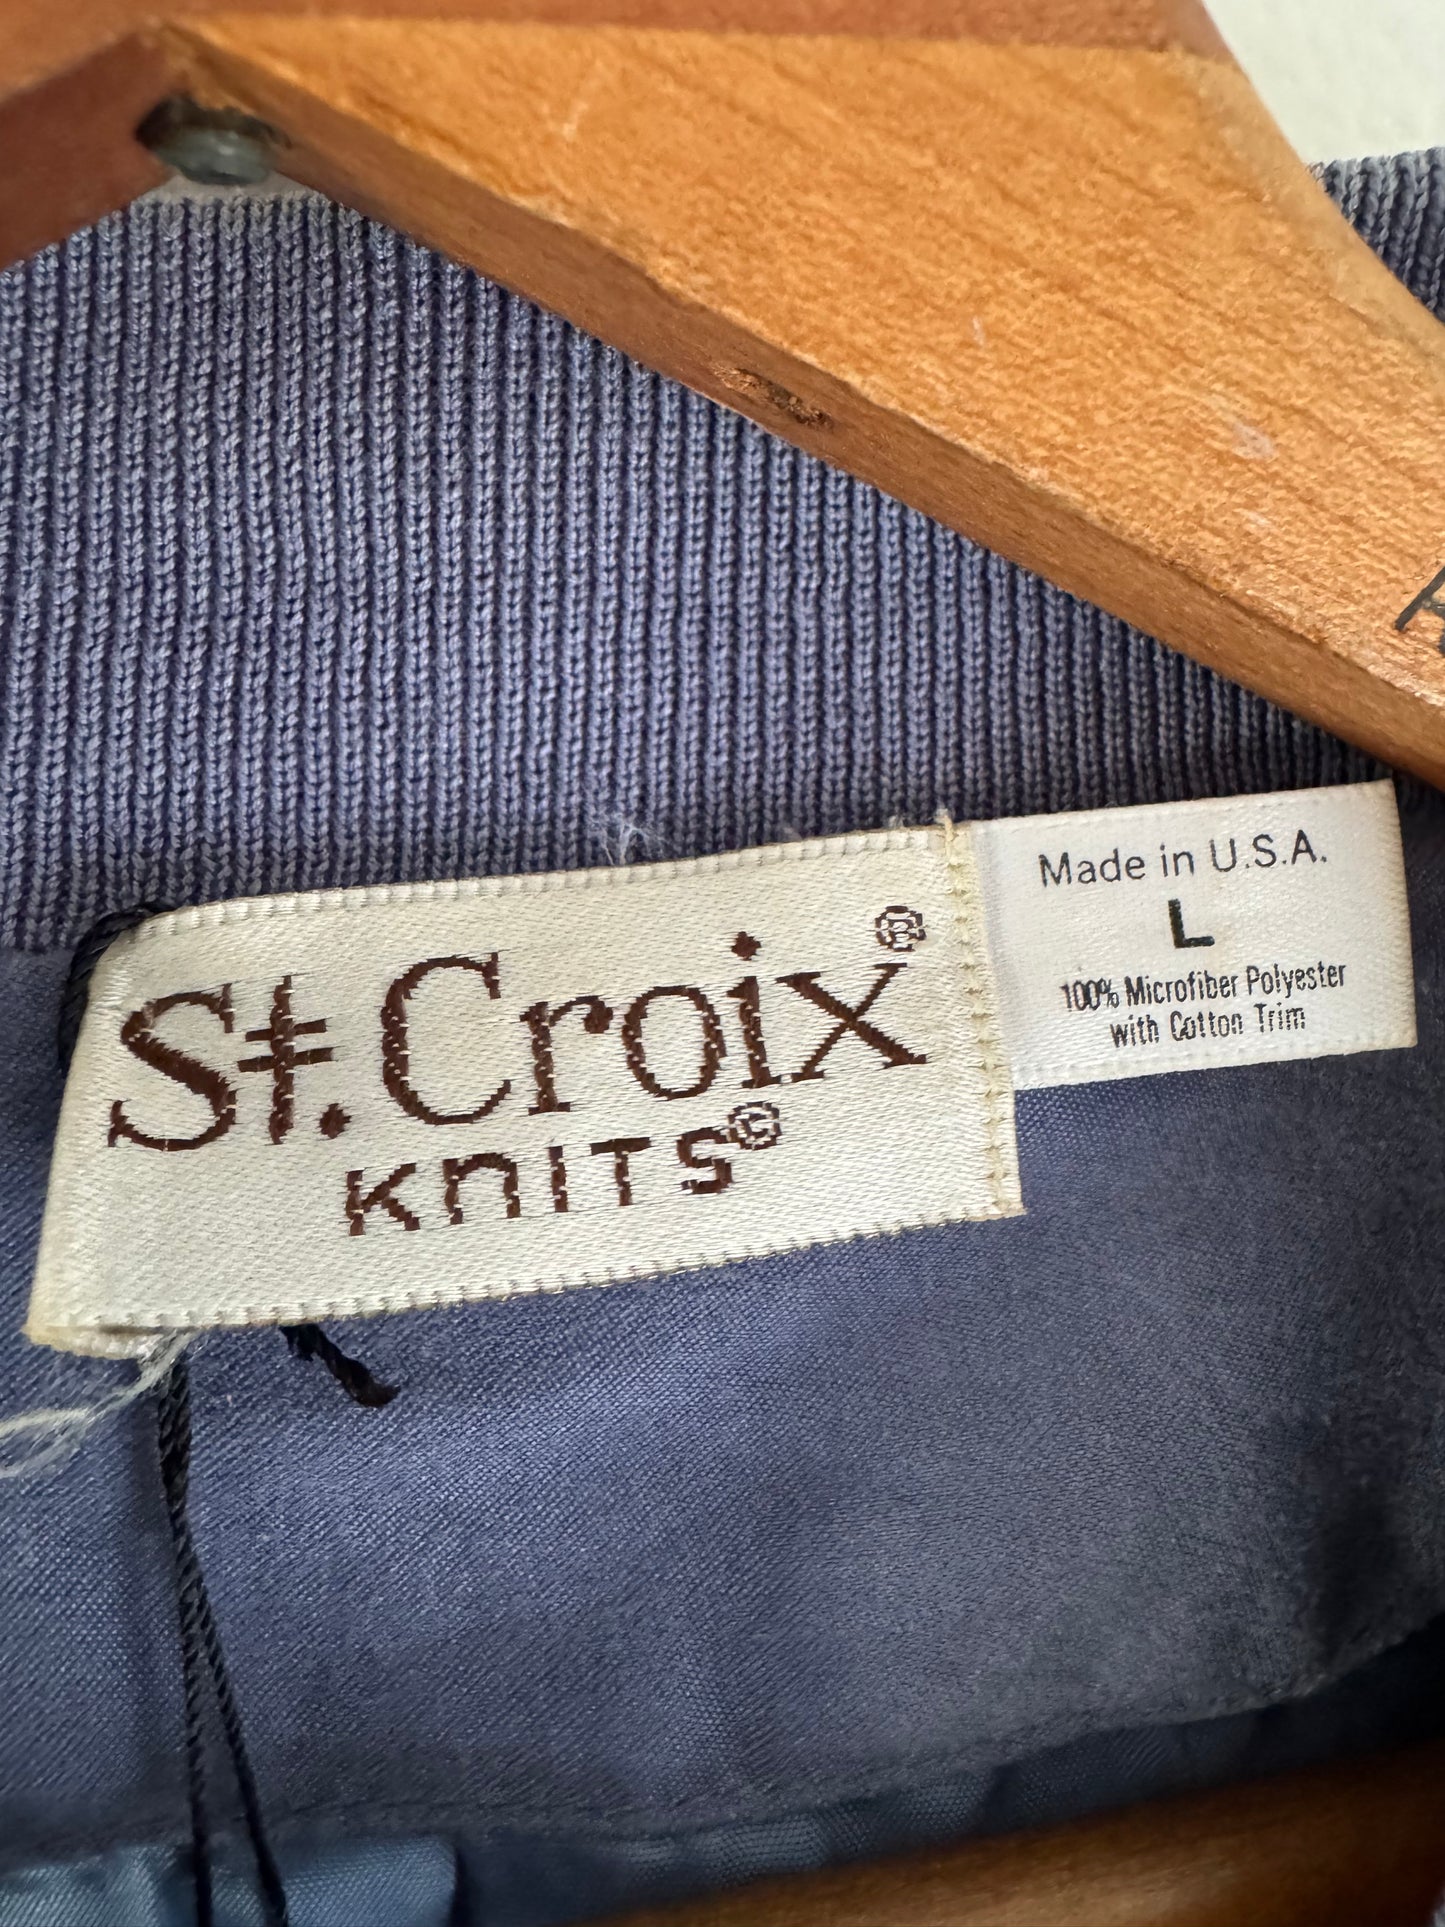 St. Croix®
KNITS©
Made in U.S.A.
L
100% Microfiber Polyester
with Cotton Trim